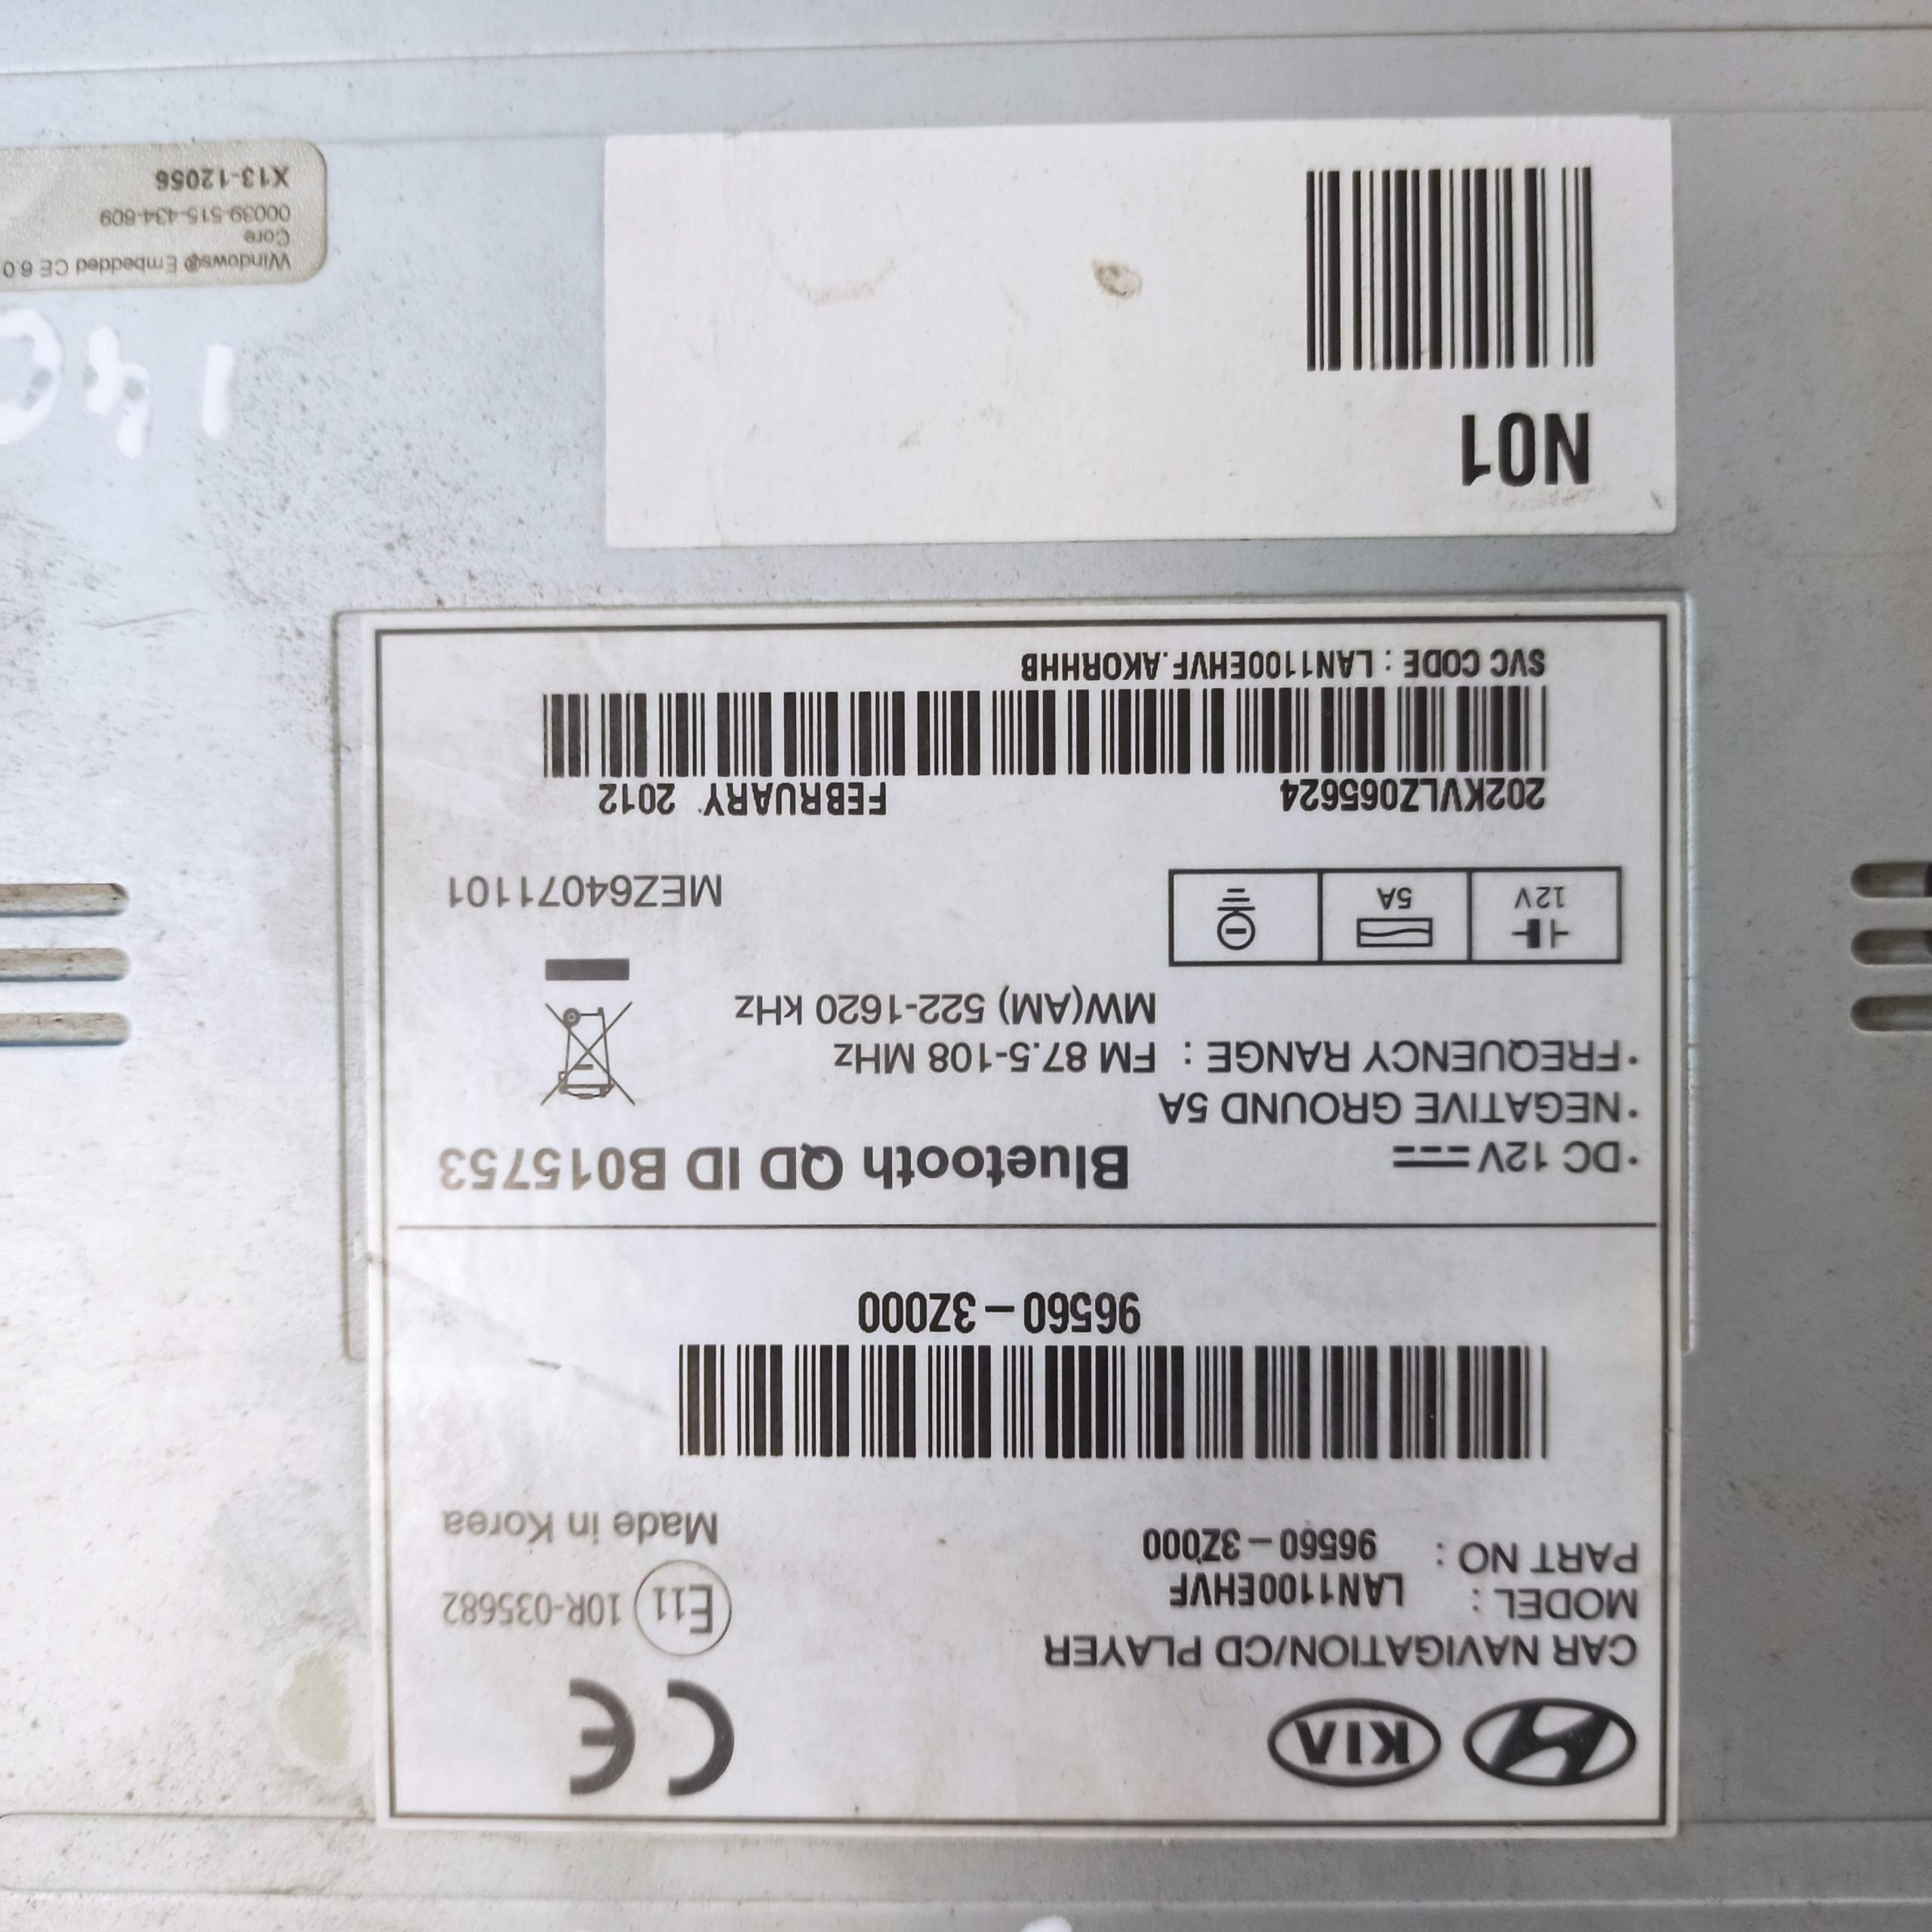 KIA
CE
CAR NAVIGATION/CD PLAYER
MODEL : LAN1100EHVF
PART NO : 96560-3Z000
E11 10R-035682
Made in Korea
96560-3Z000
•DC 12V
•NEGATIVE GROUND 5A
•FREQUENCY RANGE : FM 87.5-108 MHz
MW(AM) 522-1620 kHz
Bluetooth QD ID B015753
12V 5A
MEZ64071101
202KVLZ065624 FEBRUARY 2012
SVC CODE : LAN1100EHVF.AKORHHB
N01
Windows® Embedded CE 6.0
Core
00039-515-434-609
X13-12056